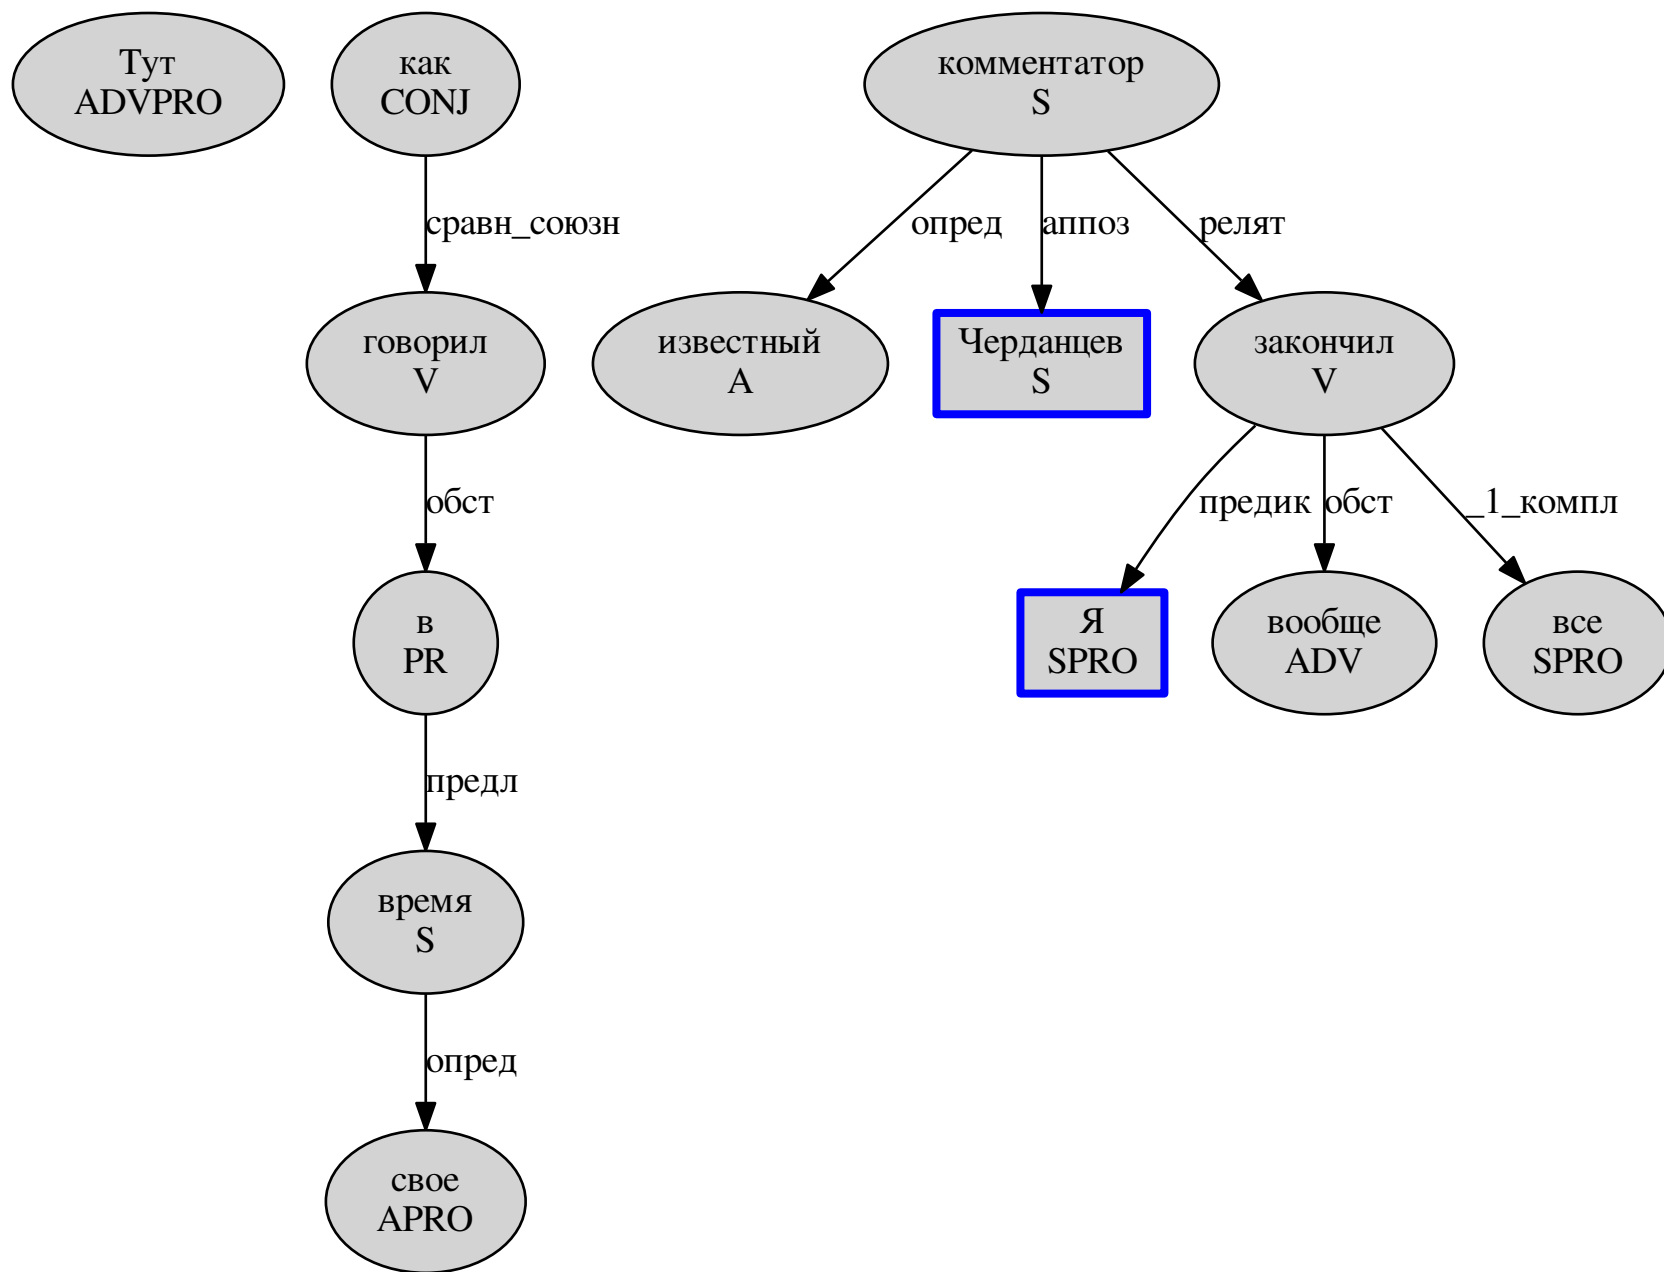 Тут
ADVPRO
как
CONJ
комментатор
S
сравн_союзн
опред
аппоз
релят
говорил
V
известный
A
Черданцев
S
закончил
V
обст
предик
обст
_1_компл
в
PR
Я
SPRO
вообще
ADV
все
SPRO
предл
время
S
опред
свое
APRO